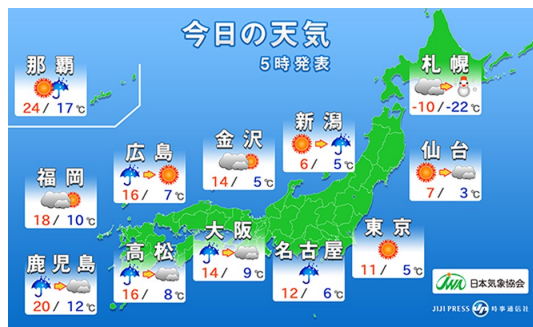 今日の天気
5時発表
那覇
24 / 17℃
札幌
-10 / -22℃
新潟
6 / 5℃
金沢
14 / 5℃
仙台
7 / 3℃
広島
16 / 7℃
福岡
18 / 10℃
東京
11 / 5℃
大阪
14 / 9℃
名古屋
12 / 6℃
高松
16 / 8℃
鹿児島
20 / 12℃
JWA 日本気象協会
JIJI PRESS 時事通信社